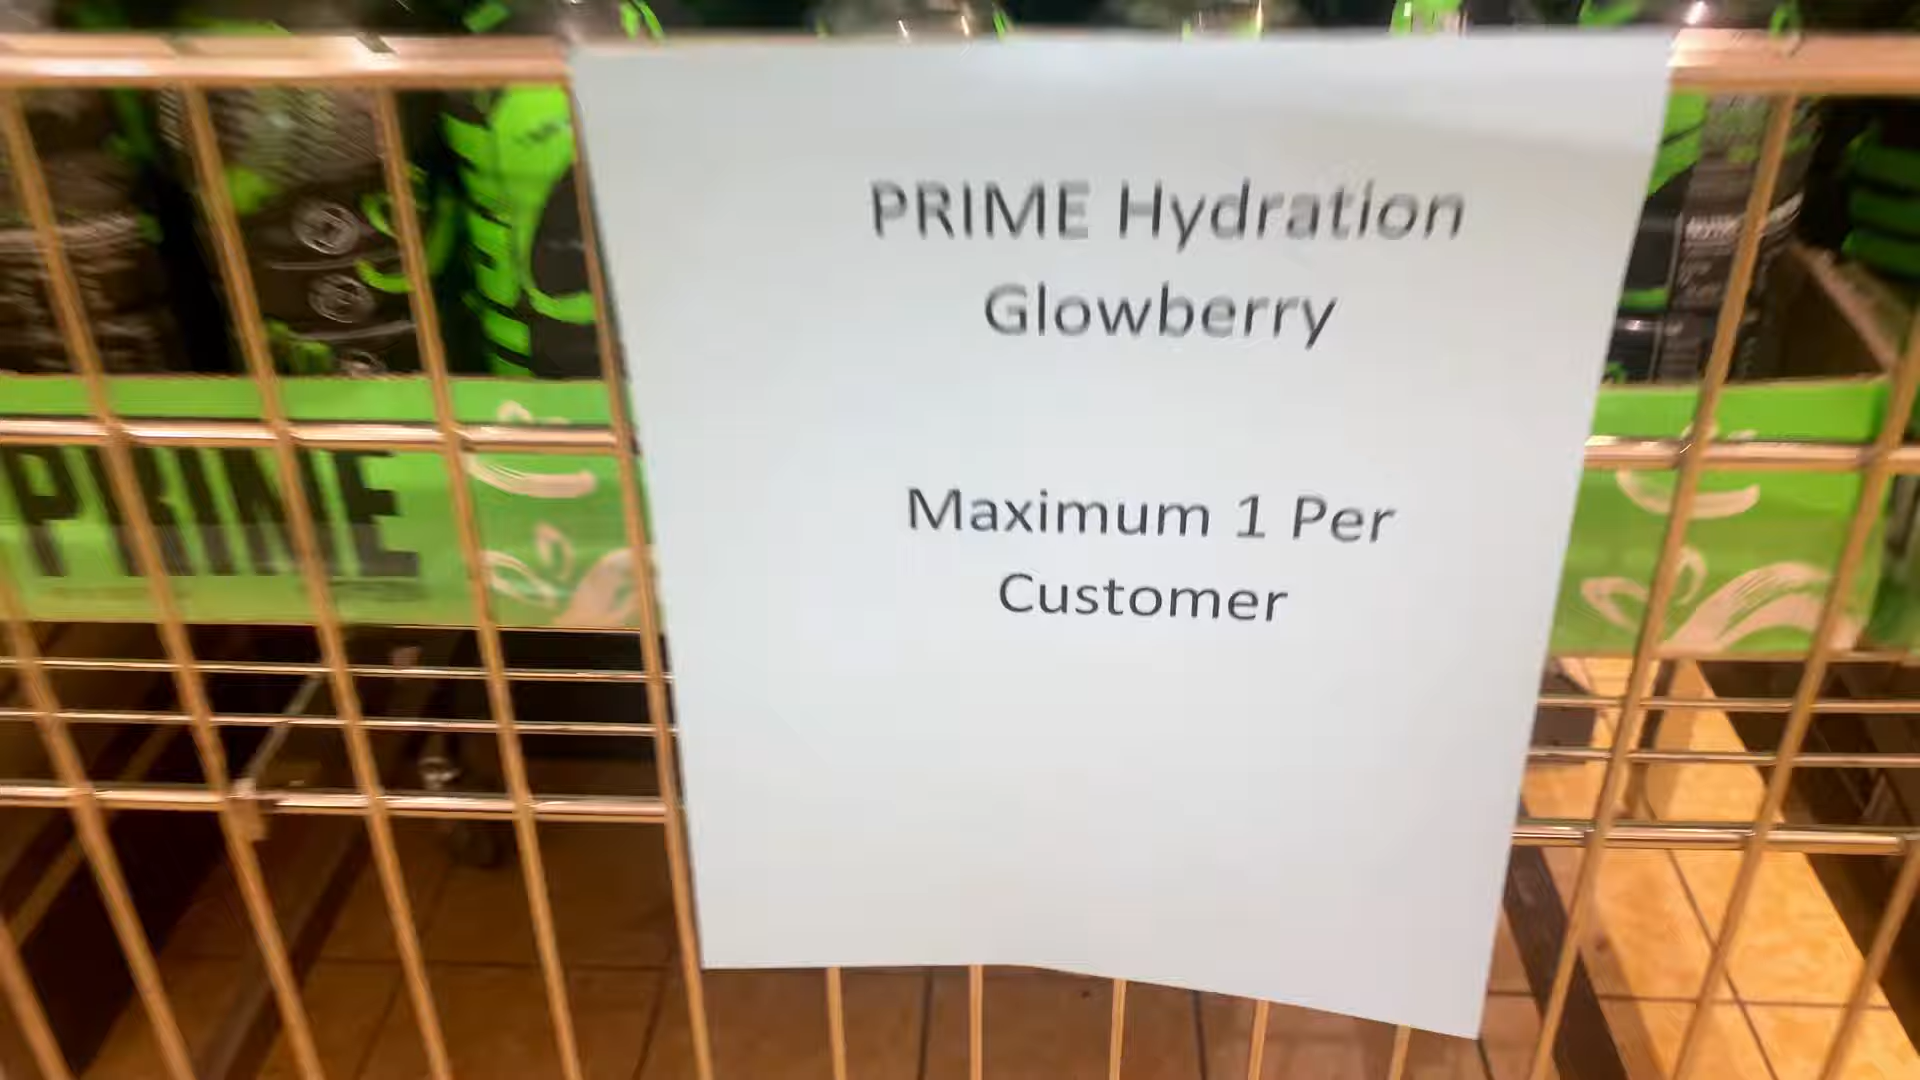 PRIME Hydration
Glowberry
Maximum 1 Per
Customer
PRIME